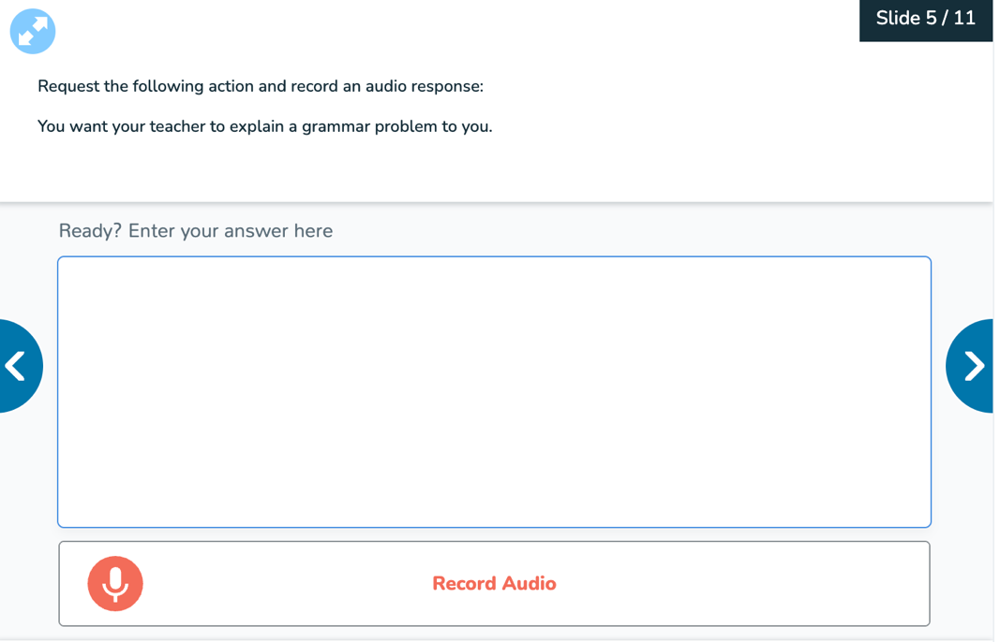 Slide 5 / 11
Request the following action and record an audio response:
You want your teacher to explain a grammar problem to you.
Ready? Enter your answer here
Record Audio